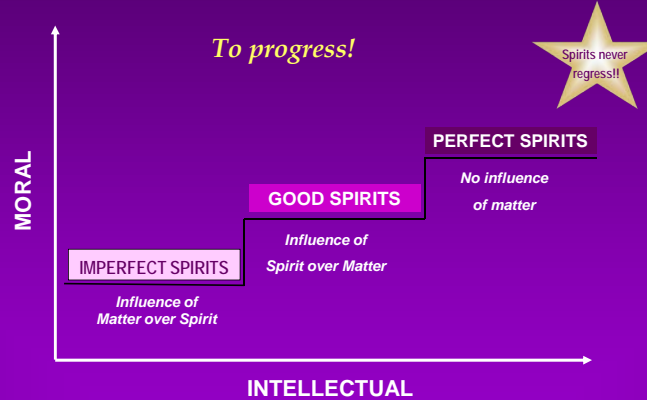 To progress!
Spirits never
regress!!
MORAL
PERFECT SPIRITS
No influence
of matter
GOOD SPIRITS
Influence of
Spirit over Matter
IMPERFECT SPIRITS
Influence of
Matter over Spirit
INTELLECTUAL